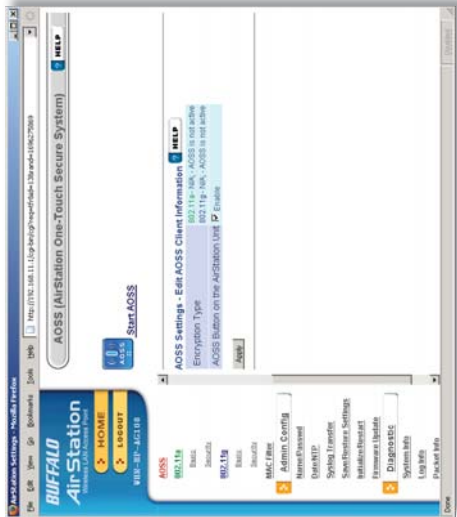 AirStation Settings - Mozilla Firefox
File Edit View Go Bookmarks Tools Help
BUFFALO
AirStation
Wireless LAN Access Point
HOME
LOGOUT
AOSS
802.11a
Basic
Security
802.11g
Basic
Security
MAC Filter
Admin Config
Name/Passwd
Date/NTP
Syslog Transfer
Save/Restore Settings
Initialize/Restart
Firmware Update
Diagnostic
System Info
Log Info
Packet Info
AOSS (AirStation One-Touch Secure System)
? HELP
AOSS
Start AOSS
AOSS Settings - Edit AOSS Client Information ? HELP
Encryption Type
802.11a - N/A, - AOSS is not active
802.11g - N/A, - AOSS is not active
AOSS Button on the AirStation Unit
Enable
Apply
Done